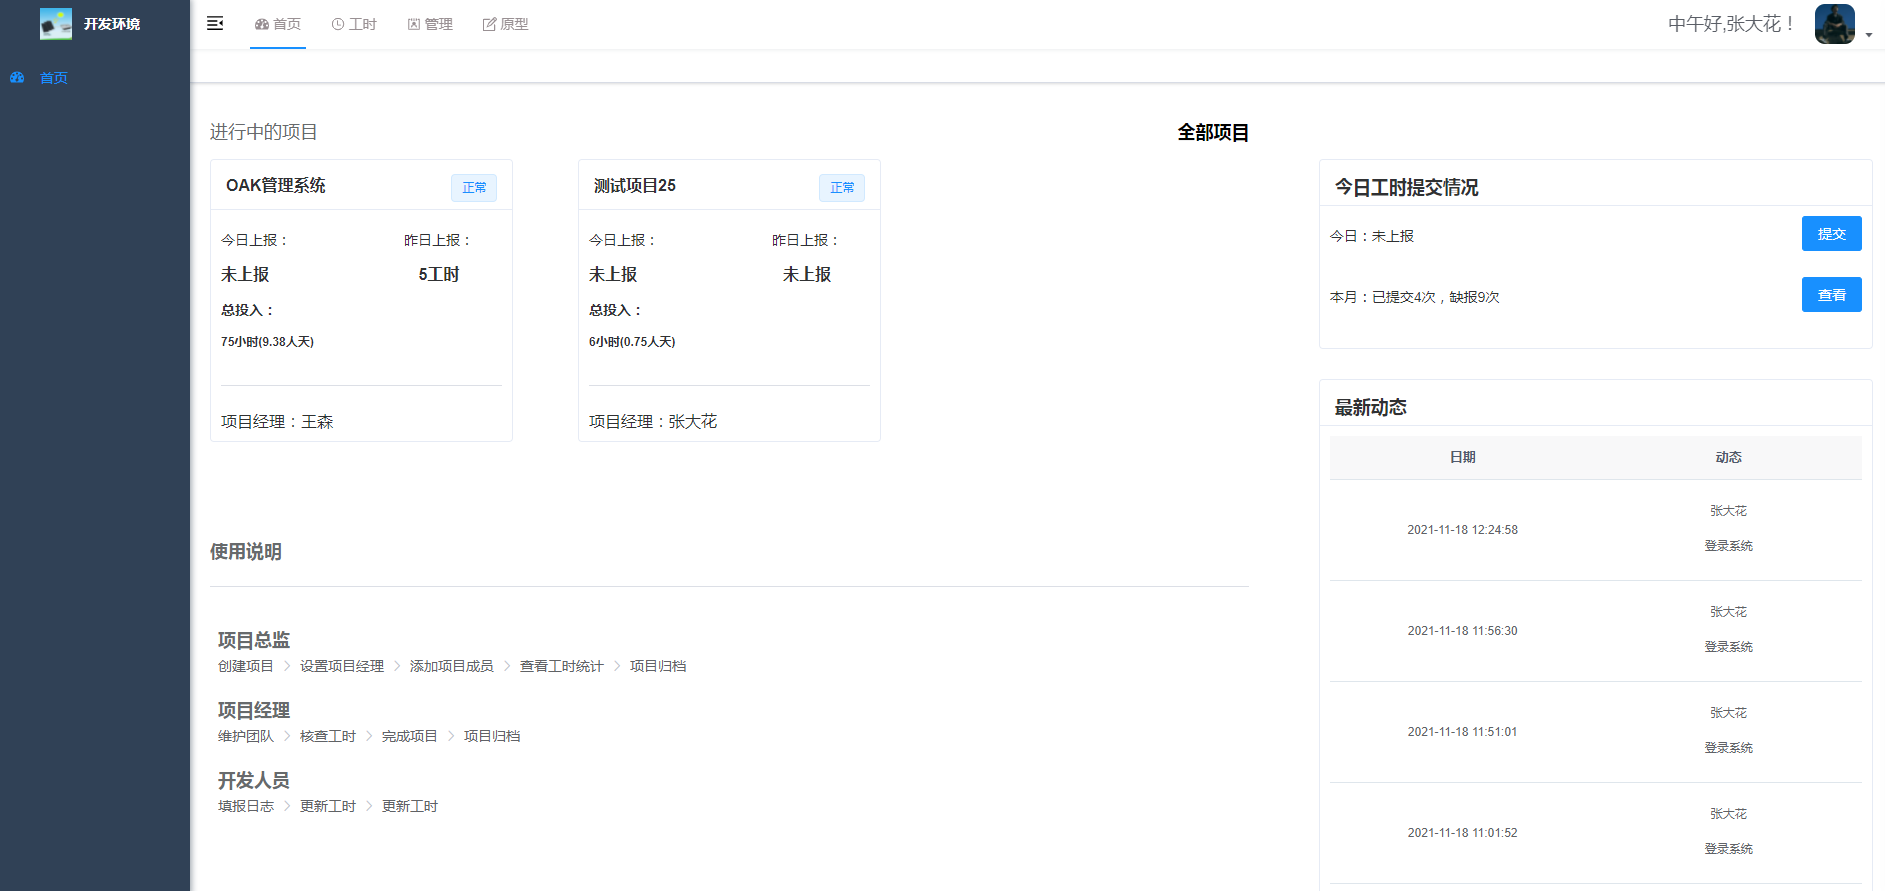 开发环境
首页
首页 工时 管理 原型
中午好,张大花！
进行中的项目
全部项目
OAK管理系统 正常
今日上报： 昨日上报：
未上报 5工时
总投入：
75小时(9.38人天)
项目经理：王森
测试项目25 正常
今日上报： 昨日上报：
未上报 未上报
总投入：
6小时(0.75人天)
项目经理：张大花
使用说明
项目总监
创建项目 设置项目经理 添加项目成员 查看工时统计 项目归档
项目经理
维护团队 核查工时 完成项目 项目归档
开发人员
填报日志 更新工时 更新工时
今日工时提交情况
今日：未上报 提交
本月：已提交4次，缺报9次 查看
最新动态
日期 动态
2021-11-18 12:24:58
张大花
登录系统
2021-11-18 11:56:30
张大花
登录系统
2021-11-18 11:51:01
张大花
登录系统
2021-11-18 11:01:52
张大花
登录系统